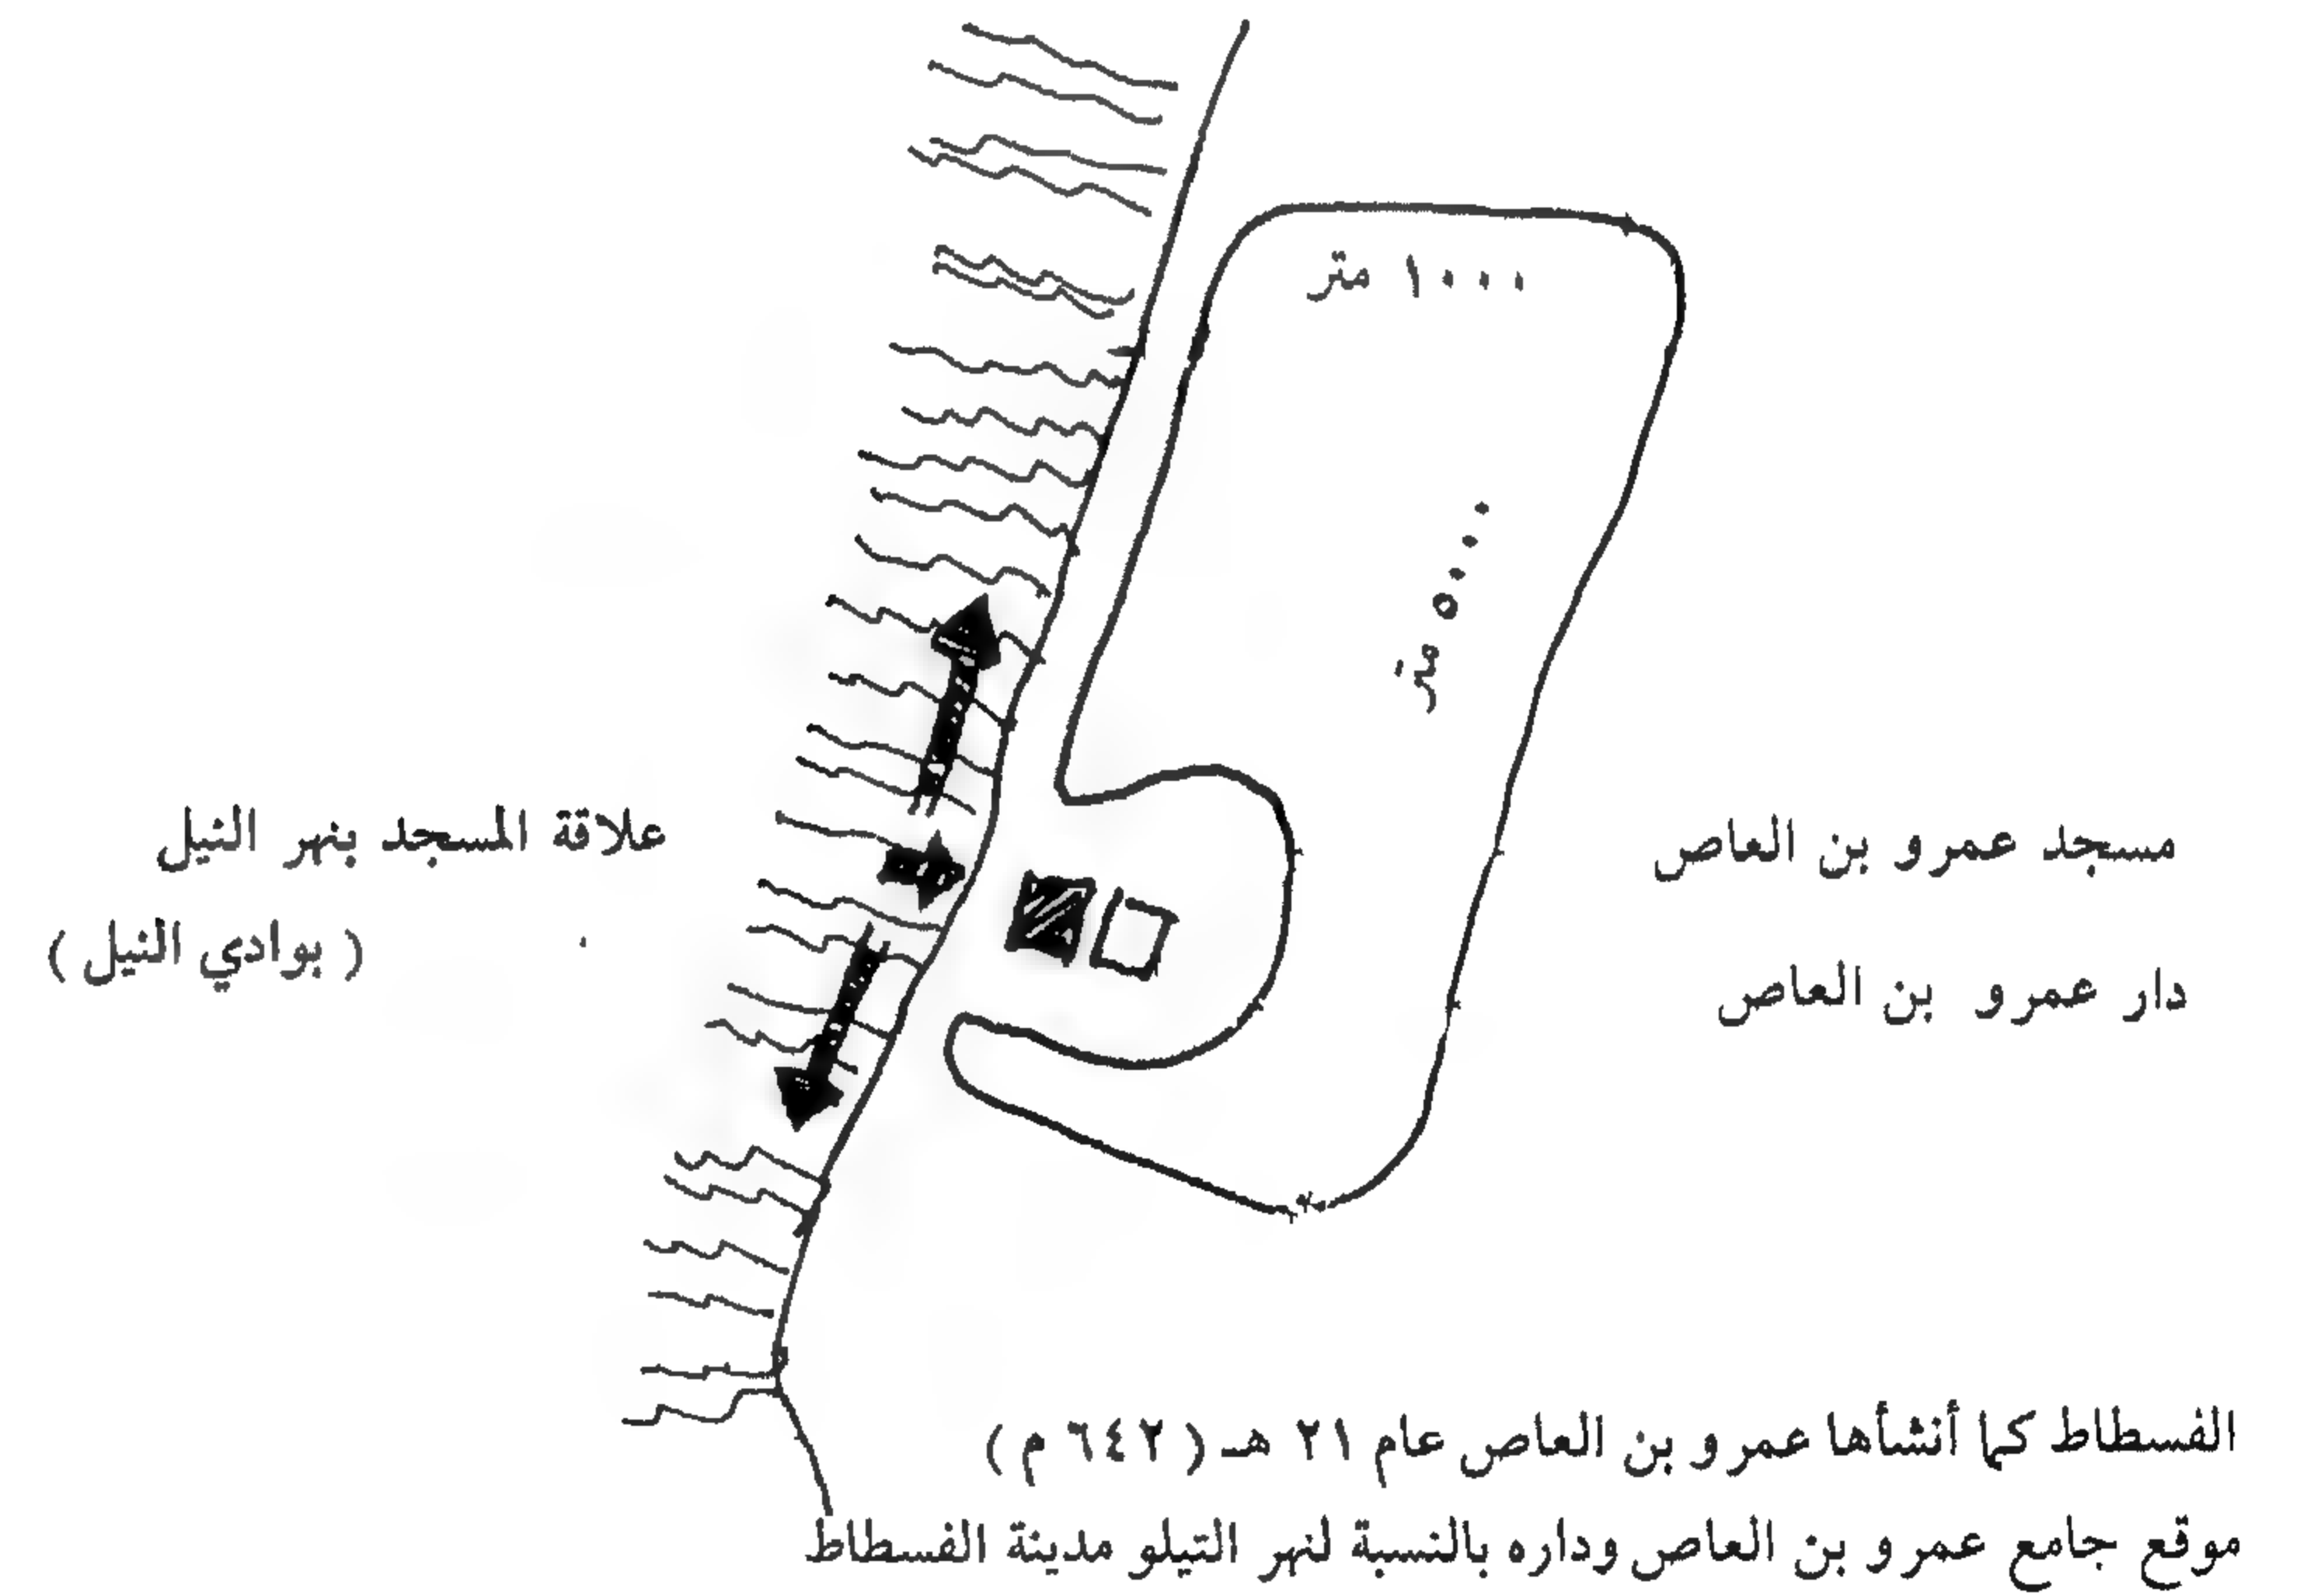 ١٠٠٠ متر
٥٠٠٠ متر
مسجد عمرو بن العاص
دار عمرو بن العاص
علاقة المسجد بنهر النيل
( بوادي النيل )
الفسطاط كما أنشأها عمرو بن العاص عام ٢١ هـ ( ٦٤٢ م )
موقع جامع عمرو بن العاص وداره بالنسبة لنهر التيلو مدينة الفسطاط